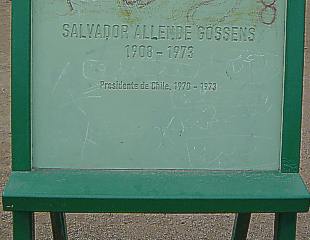 SALVADOR ALLENDE GOSSENS
1908 - 1973
Presidente de Chile, 1970 - 1973